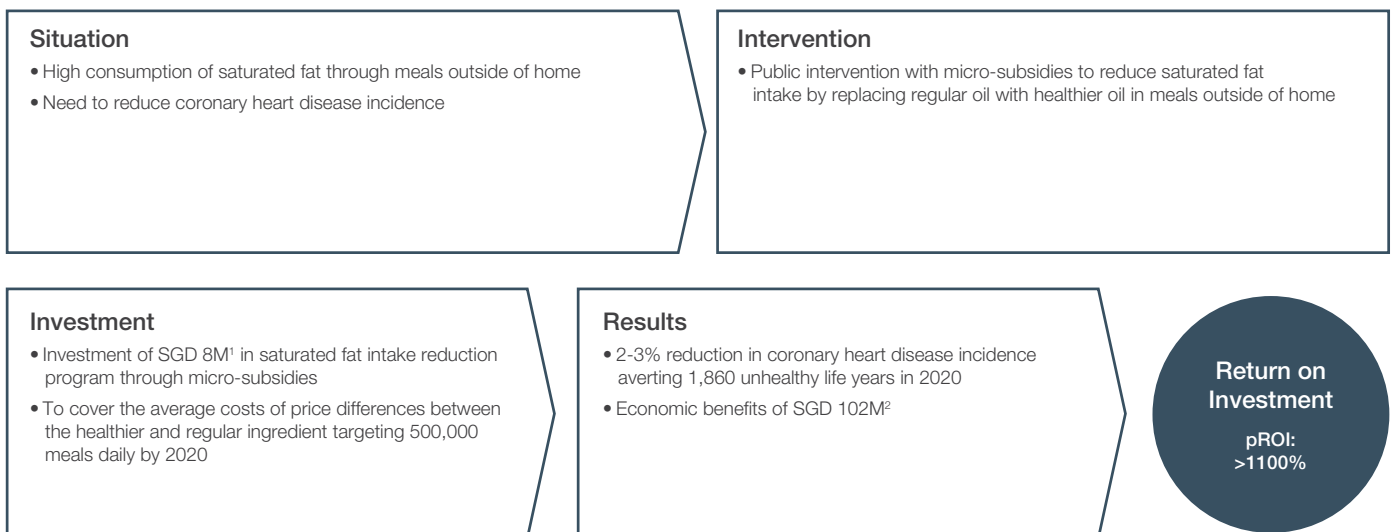 Situation
• High consumption of saturated fat through meals outside of home
• Need to reduce coronary heart disease incidence
Intervention
• Public intervention with micro-subsidies to reduce saturated fat
intake by replacing regular oil with healthier oil in meals outside of home
Investment
• Investment of SGD 8M¹ in saturated fat intake reduction
program through micro-subsidies
• To cover the average costs of price differences between
the healthier and regular ingredient targeting 500,000
meals daily by 2020
Results
• 2-3% reduction in coronary heart disease incidence
averting 1,860 unhealthy life years in 2020
• Economic benefits of SGD 102M²
Return on
Investment
pROI:
>1100%